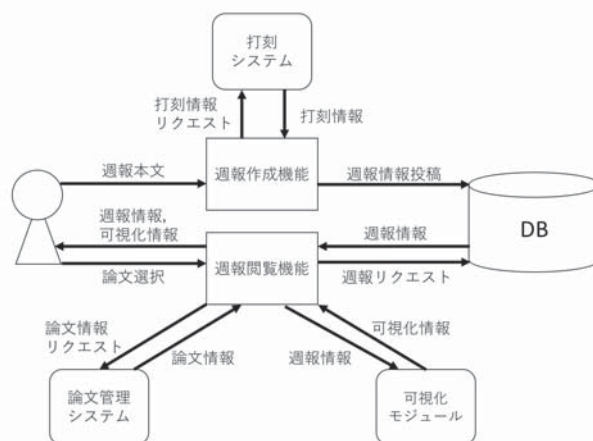 打刻
システム
打刻情報
リクエスト
打刻情報
週報本文
週報作成機能
週報情報投稿
週報情報,
可視化情報
週報情報
DB
論文選択
週報閲覧機能
週報リクエスト
論文情報
リクエスト
論文情報
週報情報
可視化情報
論文管理
システム
可視化
モジュール